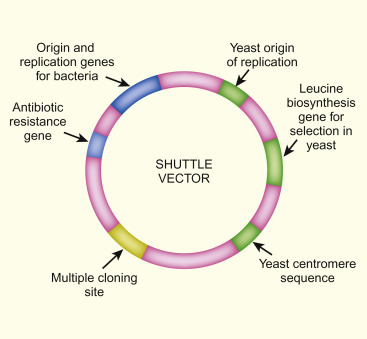 Origin and
replication genes
for bacteria
Yeast origin
of replication
Leucine
biosynthesis
gene for
selection in
yeast
Antibiotic
resistance
gene
SHUTTLE
VECTOR
Multiple cloning
site
Yeast centromere
sequence